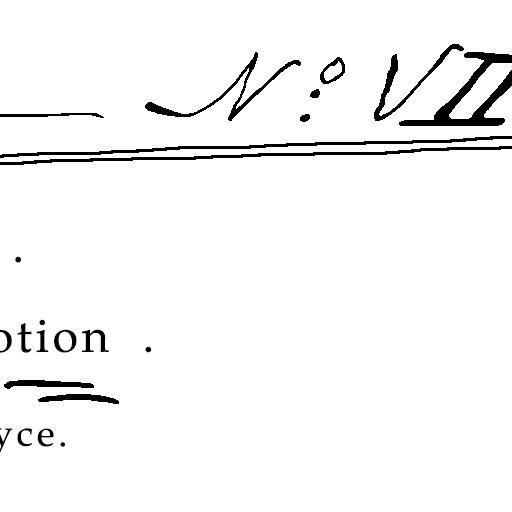 N.º VII
.
otion .
yce.